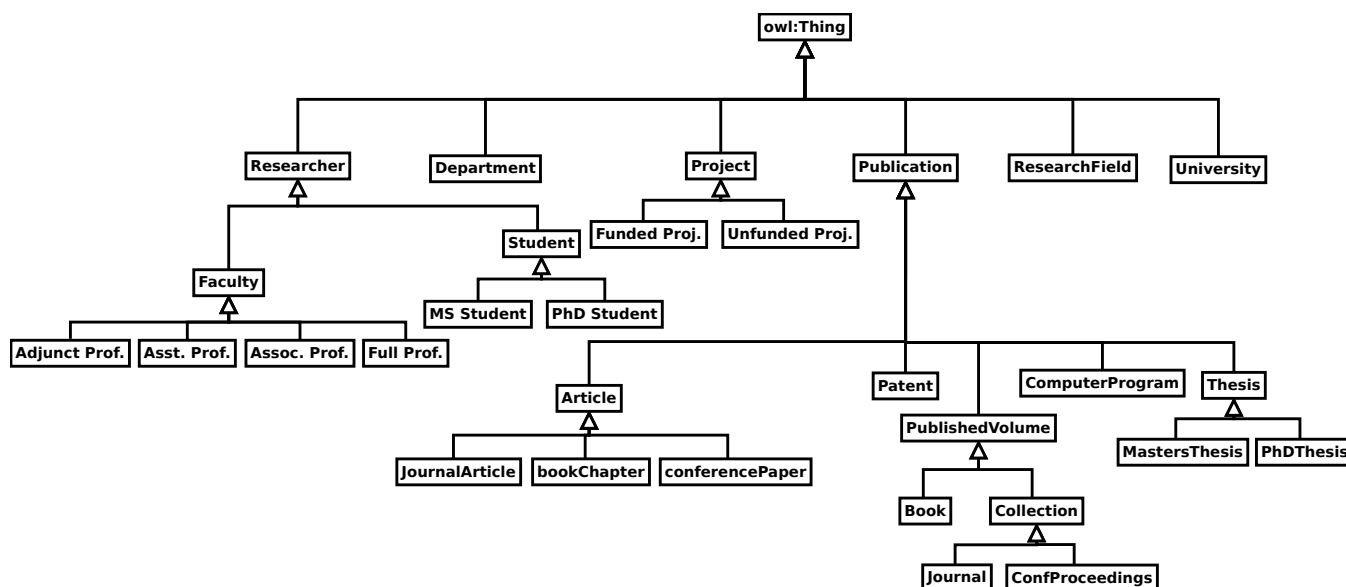 owl:Thing
Researcher
Department
Project
Publication
ResearchField
University
Funded Proj.
Unfunded Proj.
Student
Faculty
MS Student
PhD Student
Adjunct Prof.
Asst. Prof.
Assoc. Prof.
Full Prof.
Article
Patent
ComputerProgram
Thesis
PublishedVolume
JournalArticle
bookChapter
conferencePaper
MastersThesis
PhDThesis
Book
Collection
Journal
ConfProceedings